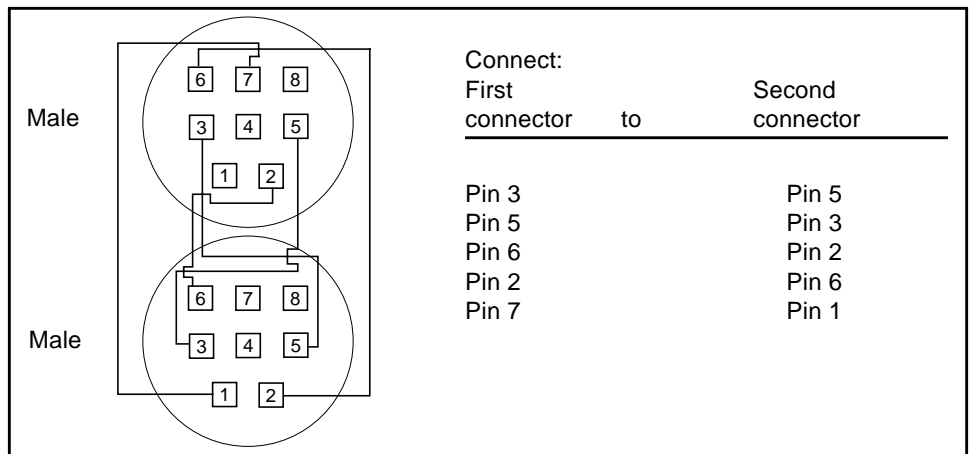 Male
6 7 8
3 4 5
1 2
Male
6 7 8
3 4 5
1 2
Connect:
First Second
connector to connector
Pin 3 Pin 5
Pin 5 Pin 3
Pin 6 Pin 2
Pin 2 Pin 6
Pin 7 Pin 1